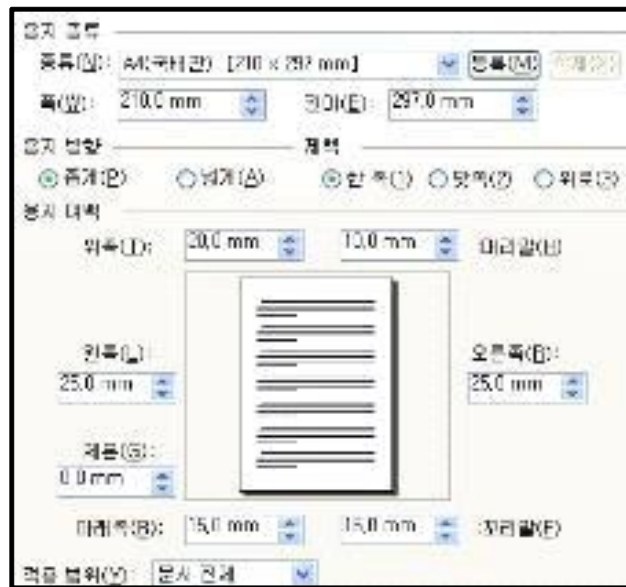 용지 종류
종류(N): A4(국배판) [210 x 297 mm] 등록(M) 삭제(X)
폭(W): 210.0 mm 길이(E): 297.0 mm
용지 방향 제책
좁게(P) 넓게(A) 한 쪽(1) 맞쪽(2) 위로(3)
용지 여백
위쪽(T): 20.0 mm 10.0 mm 머리말(H)
왼쪽(L): 오른쪽(R):
25.0 mm 25.0 mm
제본(G):
0.0 mm
아래쪽(B): 15.0 mm 15.0 mm 꼬리말(F)
적용 범위(Y): 문서 전체